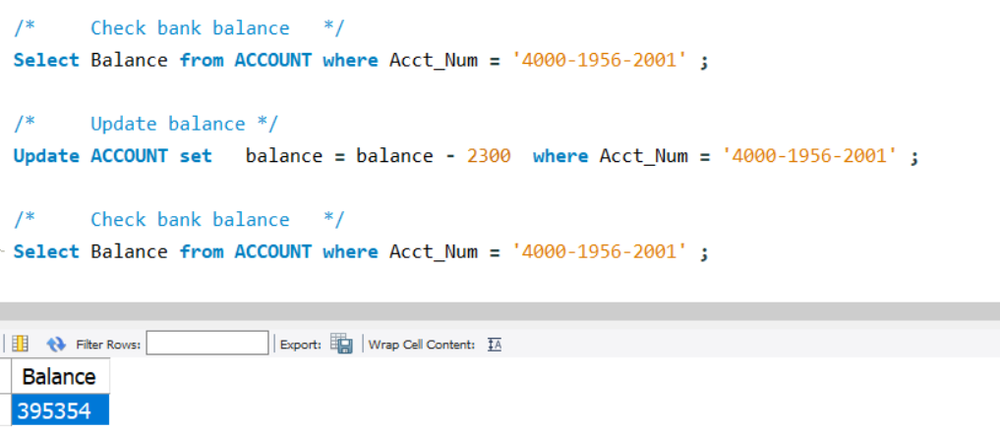 /*     Check bank balance   */
Select Balance from ACCOUNT where Acct_Num = '4000-1956-2001' ;
/*     Update balance */
Update ACCOUNT set   balance = balance - 2300  where Acct_Num = '4000-1956-2001' ;
/*     Check bank balance   */
Select Balance from ACCOUNT where Acct_Num = '4000-1956-2001' ;
Filter Rows: Export: Wrap Cell Content: IA
Balance
395354